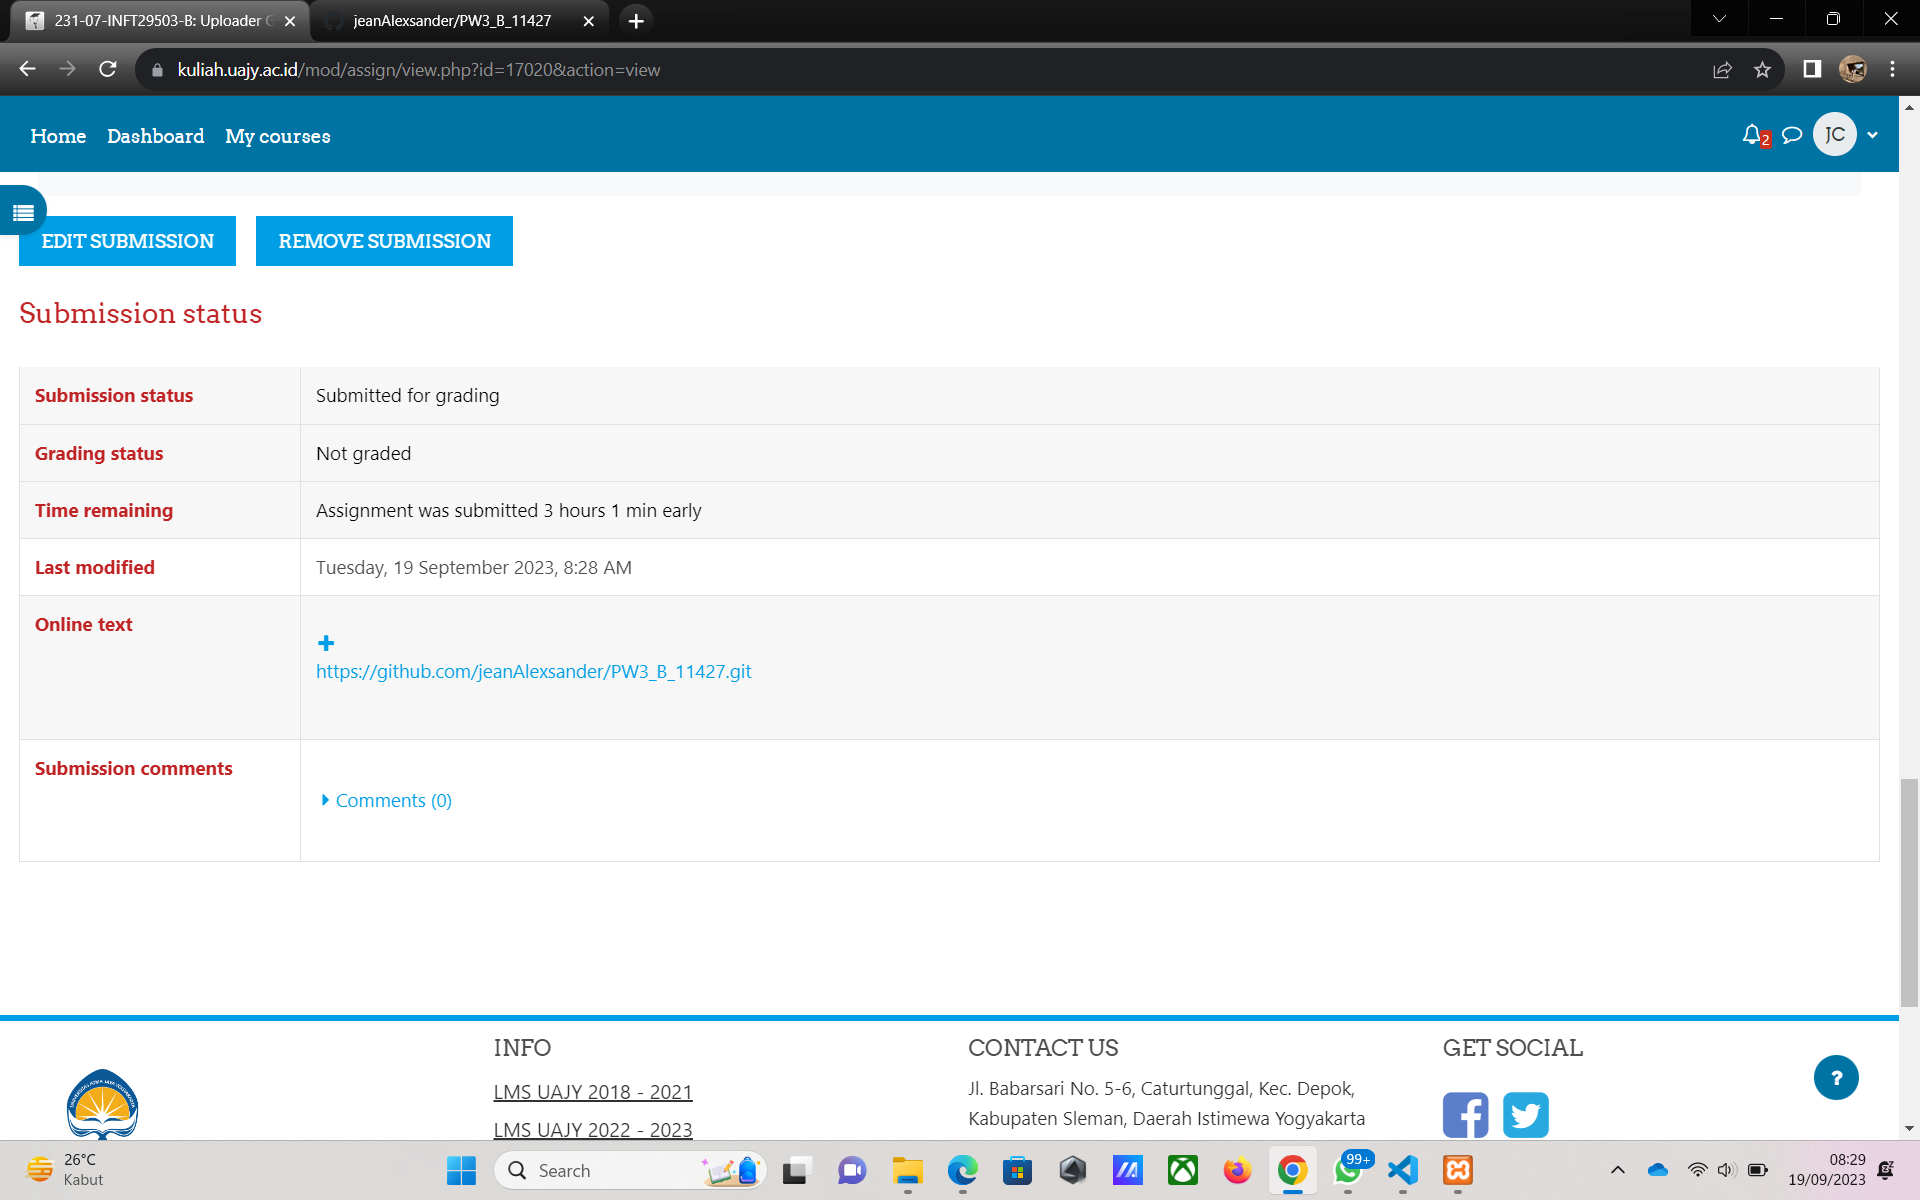 231-07-INFT29503-B: Uploader
jeanAlexsander/PW3_B_11427
kuliah.uajy.ac.id/mod/assign/view.php?id=17020&action=view
Home Dashboard My courses
2
JC
EDIT SUBMISSION REMOVE SUBMISSION
Submission status
Submission status Submitted for grading
Grading status Not graded
Time remaining Assignment was submitted 3 hours 1 min early
Last modified Tuesday, 19 September 2023, 8:28 AM
Online text
https://github.com/jeanAlexsander/PW3_B_11427.git
Submission comments
Comments (0)
INFO
LMS UAJY 2018 - 2021
LMS UAJY 2022 - 2023
CONTACT US
Jl. Babarsari No. 5-6, Caturtunggal, Kec. Depok,
Kabupaten Sleman, Daerah Istimewa Yogyakarta
GET SOCIAL
?
26°C
Kabut
Search
99+
08:29
19/09/2023